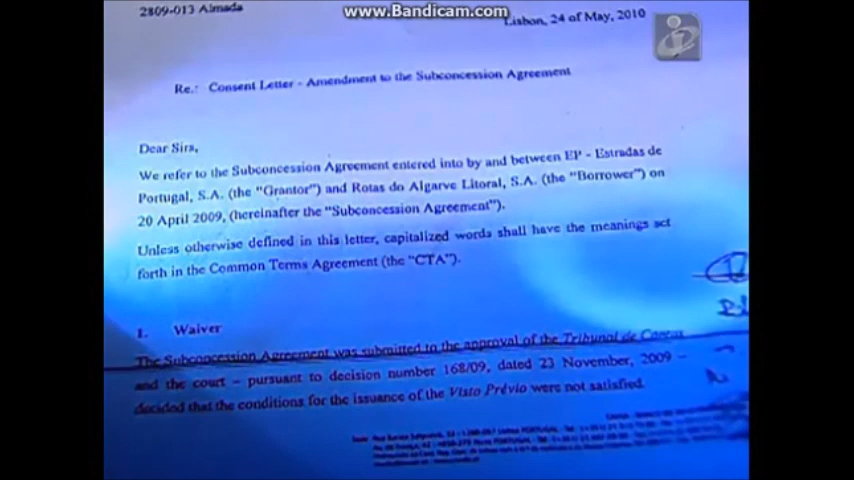 www.Bandicam.com
2809-013 Almada
Lisbon, 24 of May, 2010
Re.: Consent Letter - Amendment to the Subconcession Agreement
Dear Sirs,
We refer to the Subconcession Agreement entered into by and between EP - Estradas de
Portugal, S.A. (the "Grantor") and Rotas do Algarve Litoral, S.A. (the "Borrower") on
20 April 2009, (hereinafter the "Subconcession Agreement").
Unless otherwise defined in this letter, capitalized words shall have the meanings set
forth in the Common Terms Agreement (the "CTA").
1. Waiver
The Subconcession Agreement was submitted to the approval of the Tribunal de Contas
and the court – pursuant to decision number 168/09, dated 23 November, 2009 –
decided that the conditions for the issuance of the Visto Prévio were not satisfied.